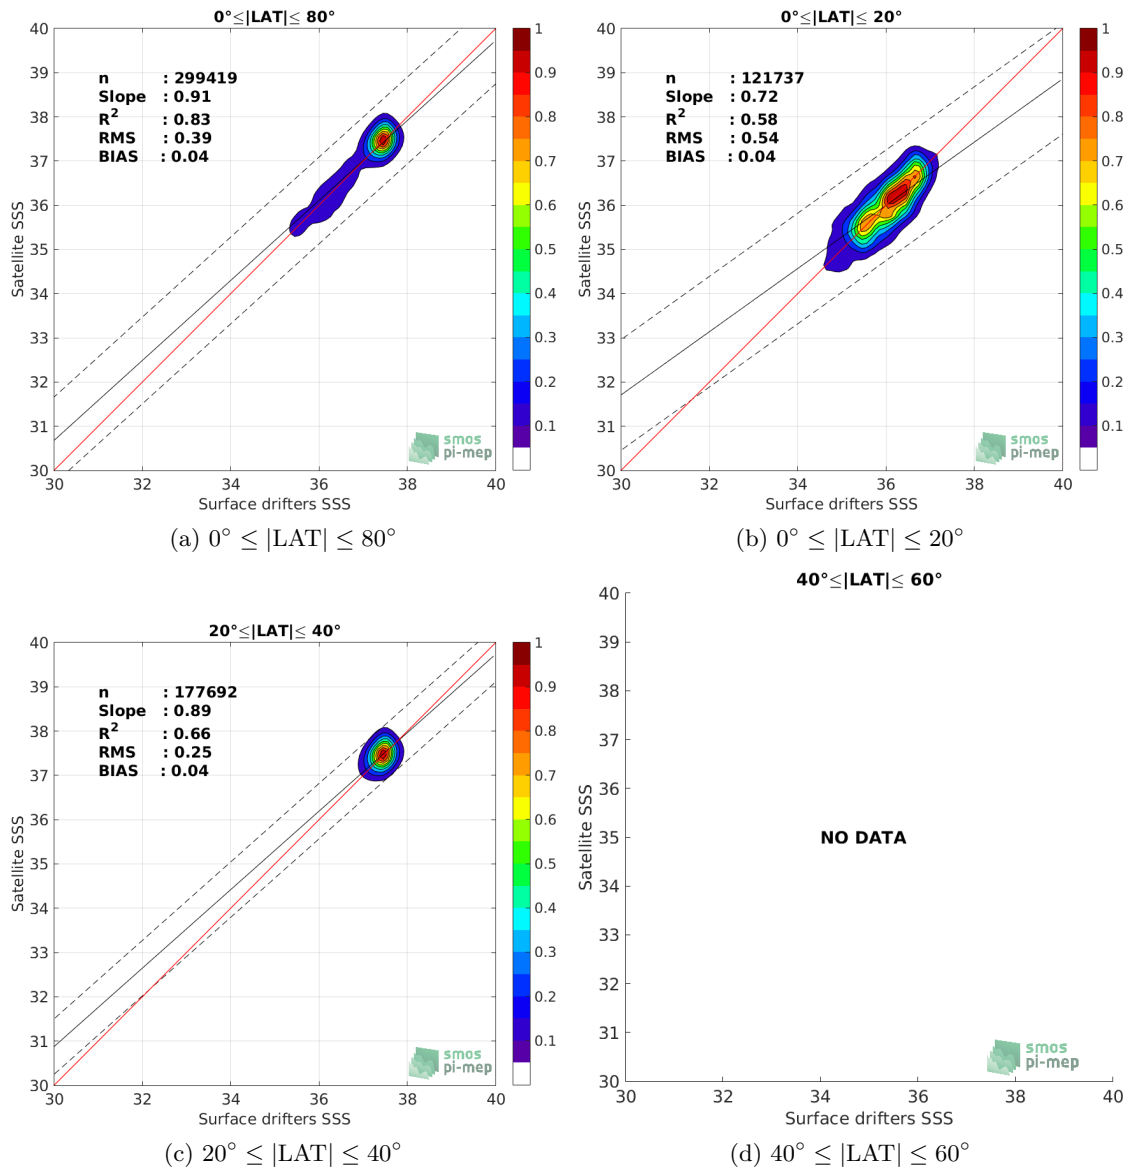 0°≤|LAT|≤ 80°
40
39
38
37
36
35
34
33
32
31
30
Satellite SSS
n : 299419
Slope : 0.91
R² : 0.83
RMS : 0.39
BIAS : 0.04
smos
pi-mep
30 32 34 36 38 40
Surface drifters SSS
1
0.9
0.8
0.7
0.6
0.5
0.4
0.3
0.2
0.1
(a) 0° ≤ |LAT| ≤ 80°
0°≤|LAT|≤ 20°
40
39
38
37
36
35
34
33
32
31
30
Satellite SSS
n : 121737
Slope : 0.72
R² : 0.58
RMS : 0.54
BIAS : 0.04
smos
pi-mep
30 32 34 36 38 40
Surface drifters SSS
1
0.9
0.8
0.7
0.6
0.5
0.4
0.3
0.2
0.1
(b) 0° ≤ |LAT| ≤ 20°
20°≤|LAT|≤ 40°
40
39
38
37
36
35
34
33
32
31
30
Satellite SSS
n : 177692
Slope : 0.89
R² : 0.66
RMS : 0.25
BIAS : 0.04
smos
pi-mep
30 32 34 36 38 40
Surface drifters SSS
1
0.9
0.8
0.7
0.6
0.5
0.4
0.3
0.2
0.1
(c) 20° ≤ |LAT| ≤ 40°
40°≤|LAT|≤ 60°
40
39
38
37
36
35
34
33
32
31
30
Satellite SSS
NO DATA
smos
pi-mep
30 32 34 36 38 40
Surface drifters SSS
(d) 40° ≤ |LAT| ≤ 60°